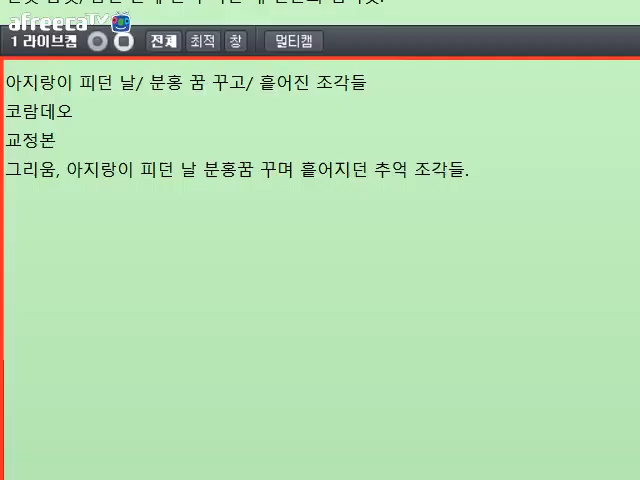 afreecaTV
1 라이브캠 전체 최적 창 멀티캠
아지랑이 피던 날/ 분홍 꿈 꾸고/ 흩어진 조각들
코람데오
교정본
그리움, 아지랑이 피던 날 분홍꿈 꾸며 흩어지던 추억 조각들.